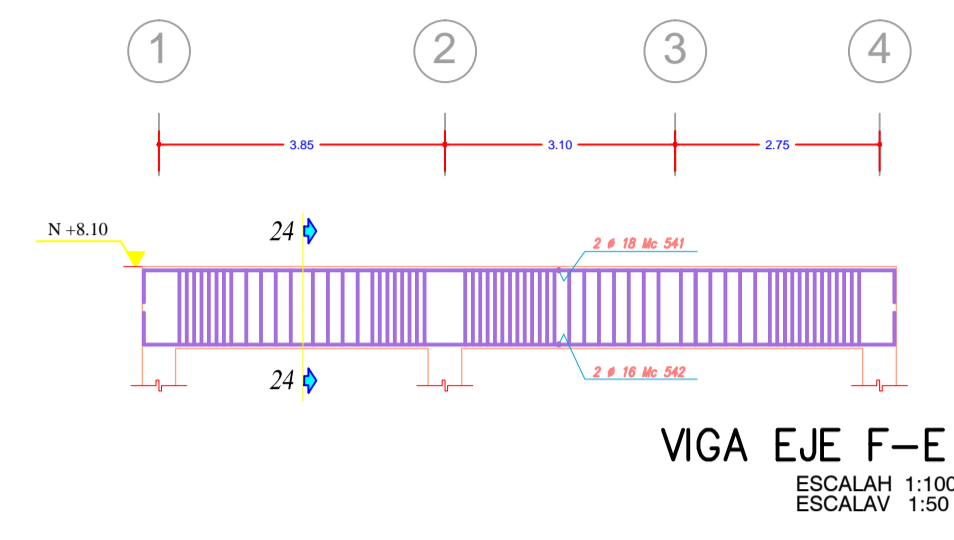 1 2 3 4
3.85 3.10 2.75
N +8.10
24
2 ø 18 Mc 541
24
2 ø 16 Mc 542
VIGA EJE F-E
ESCALAH 1:100
ESCALAV 1:50